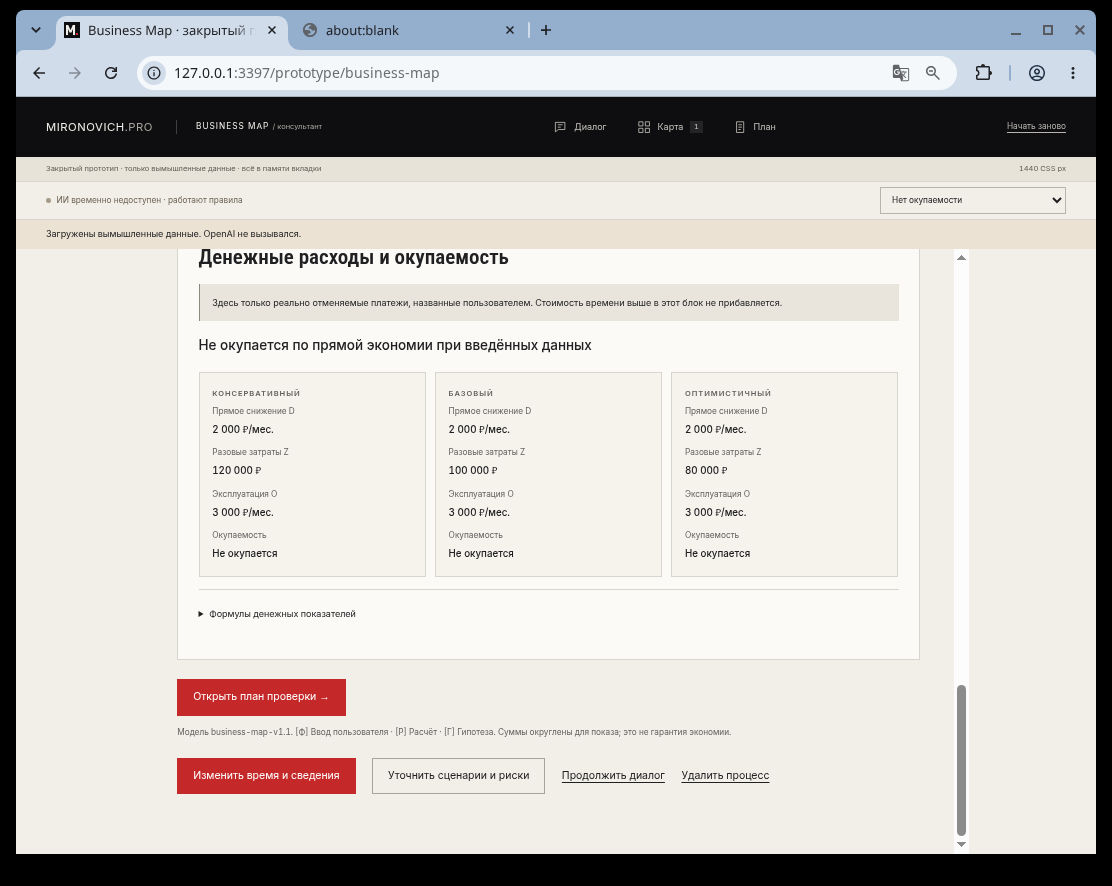 Business Map · закрытый п
about:blank
127.0.0.1:3397/prototype/business-map
MIRONOVICH.PRO
BUSINESS MAP / консультант
Диалог
Карта 1
План
Начать заново
Закрытый прототип · только вымышленные данные · всё в памяти вкладки
1440 CSS px
ИИ временно недоступен · работают правила
Нет окупаемости
Загружены вымышленные данные. OpenAI не вызывался.
Денежные расходы и окупаемость
Здесь только реально отменяемые платежи, названные пользователем. Стоимость времени выше в этот блок не прибавляется.
Не окупается по прямой экономии при введённых данных
КОНСЕРВАТИВНЫЙ
Прямое снижение D
2 000 ₽/мес.
Разовые затраты Z
120 000 ₽
Эксплуатация O
3 000 ₽/мес.
Окупаемость
Не окупается
БАЗОВЫЙ
Прямое снижение D
2 000 ₽/мес.
Разовые затраты Z
100 000 ₽
Эксплуатация O
3 000 ₽/мес.
Окупаемость
Не окупается
ОПТИМИСТИЧНЫЙ
Прямое снижение D
2 000 ₽/мес.
Разовые затраты Z
80 000 ₽
Эксплуатация O
3 000 ₽/мес.
Окупаемость
Не окупается
Формулы денежных показателей
Открыть план проверки →
Модель business-map-v1.1. [Ф] Ввод пользователя · [Р] Расчёт · [Г] Гипотеза. Суммы округлены для показа; это не гарантия экономии.
Изменить время и сведения
Уточнить сценарии и риски
Продолжить диалог
Удалить процесс